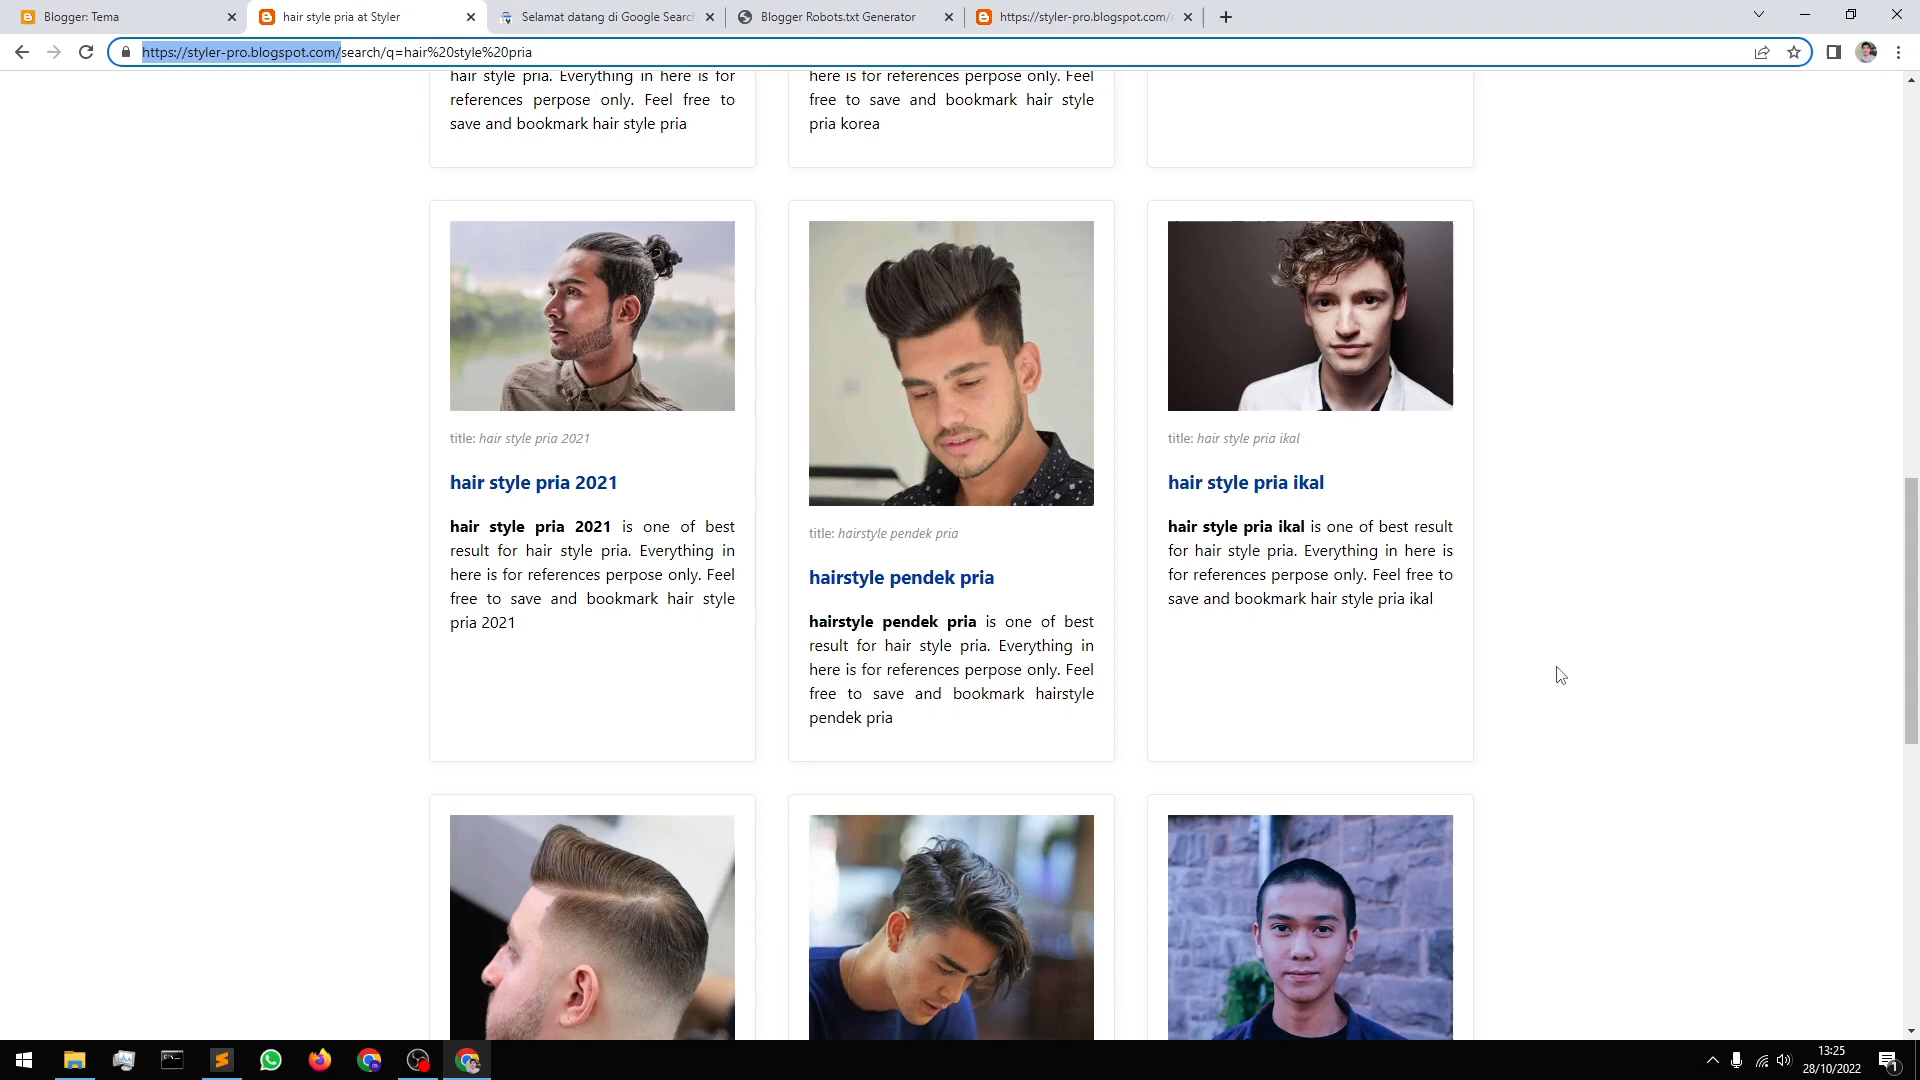 Blogger: Tema
hair style pria at Styler
Selamat datang di Google Search
Blogger Robots.txt Generator
https://styler-pro.blogspot.com/
https://styler-pro.blogspot.com/search/q=hair%20style%20pria
hair style pria. Everything in here is for
references perpose only. Feel free to
save and bookmark hair style pria
here is for references perpose only. Feel
free to save and bookmark hair style
pria korea
title: hair style pria 2021
hair style pria 2021
hair style pria 2021 is one of best
result for hair style pria. Everything in
here is for references perpose only. Feel
free to save and bookmark hair style
pria 2021
title: hairstyle pendek pria
hairstyle pendek pria
hairstyle pendek pria is one of best
result for hair style pria. Everything in
here is for references perpose only. Feel
free to save and bookmark hairstyle
pendek pria
title: hair style pria ikal
hair style pria ikal
hair style pria ikal is one of best result
for hair style pria. Everything in here is
for references perpose only. Feel free to
save and bookmark hair style pria ikal
13:25
28/10/2022
1